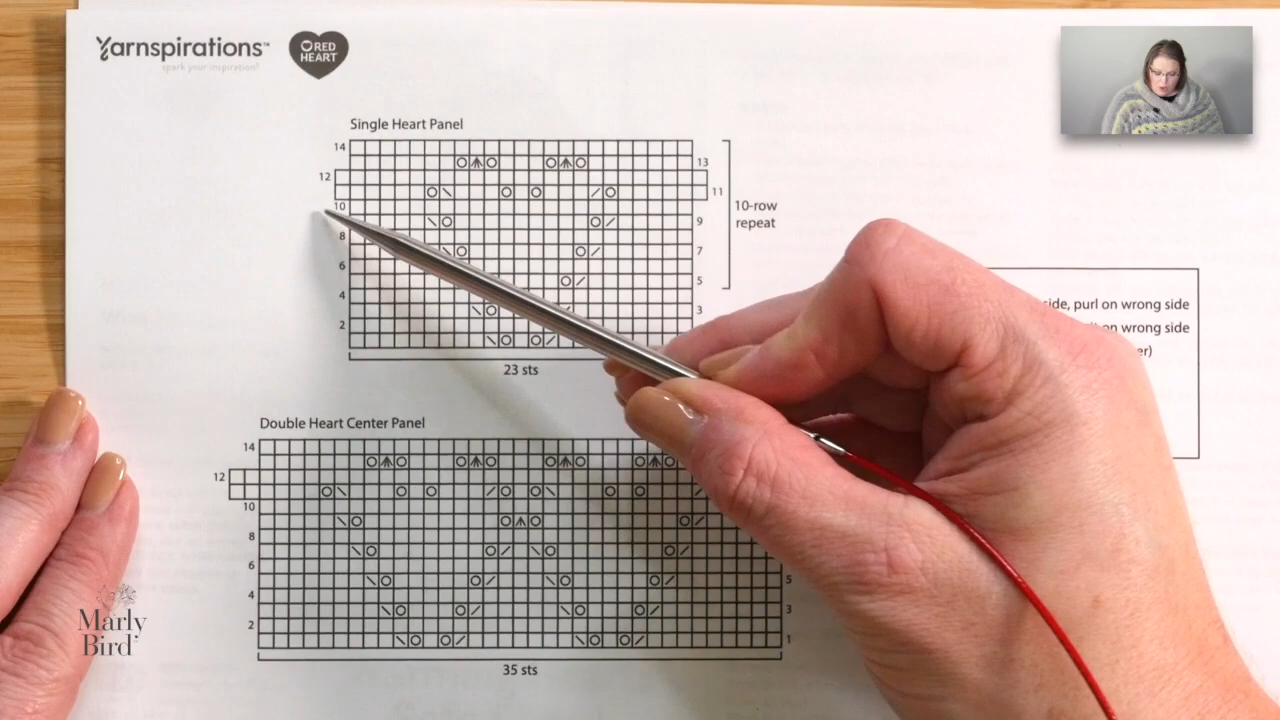 Yarnspirations™
spark your inspiration!
RED
HEART
Single Heart Panel
14
13
12
11
10
9
8
7
6
5
4
3
2
10-row
repeat
23 sts
side, purl on wrong side
on wrong side
er)
Double Heart Center Panel
14
12
10
8
6
5
4
3
2
1
35 sts
Marly
Bird